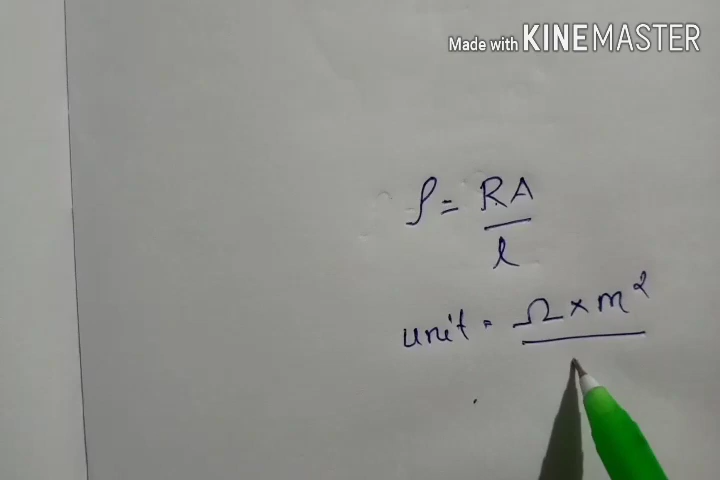 Made with KINEMASTER
ρ = RA
l
unit = Ω × m²